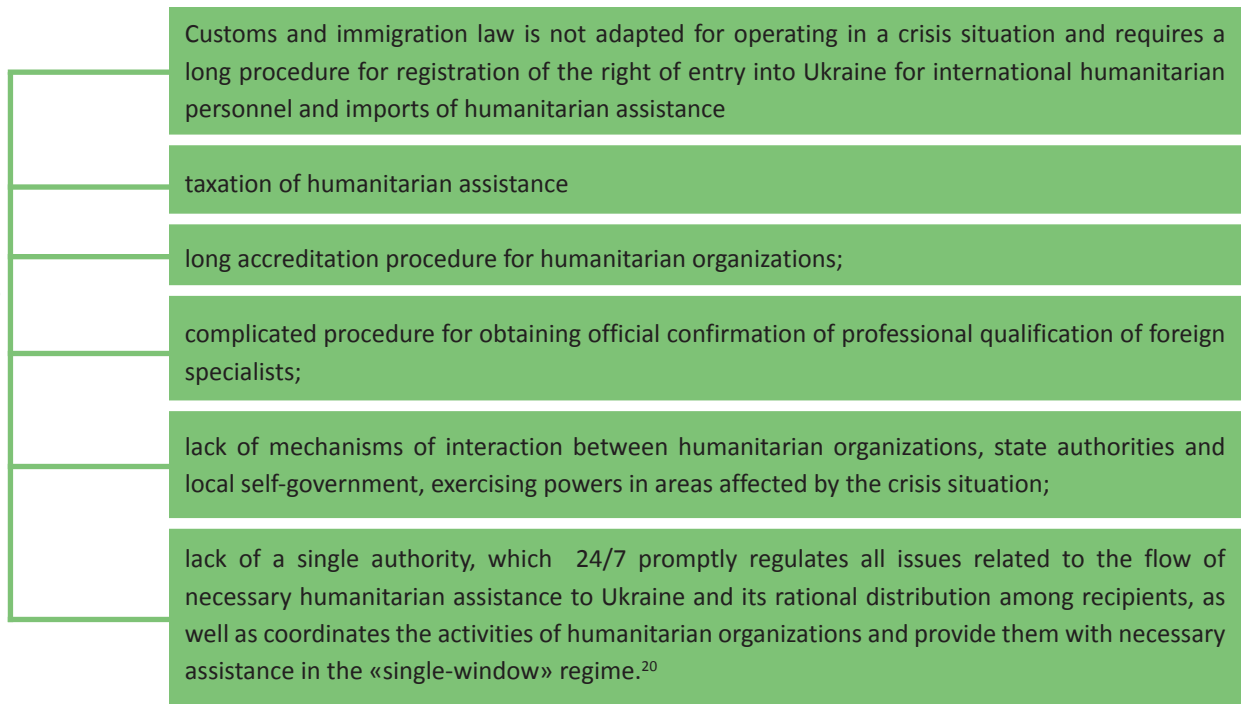 Customs and immigration law is not adapted for operating in a crisis situation and requires a
long procedure for registration of the right of entry into Ukraine for international humanitarian
personnel and imports of humanitarian assistance
taxation of humanitarian assistance
long accreditation procedure for humanitarian organizations;
complicated procedure for obtaining official confirmation of professional qualification of foreign
specialists;
lack of mechanisms of interaction between humanitarian organizations, state authorities and
local self-government, exercising powers in areas affected by the crisis situation;
lack of a single authority, which 24/7 promptly regulates all issues related to the flow of
necessary humanitarian assistance to Ukraine and its rational distribution among recipients, as
well as coordinates the activities of humanitarian organizations and provide them with necessary
assistance in the «single-window» regime.20